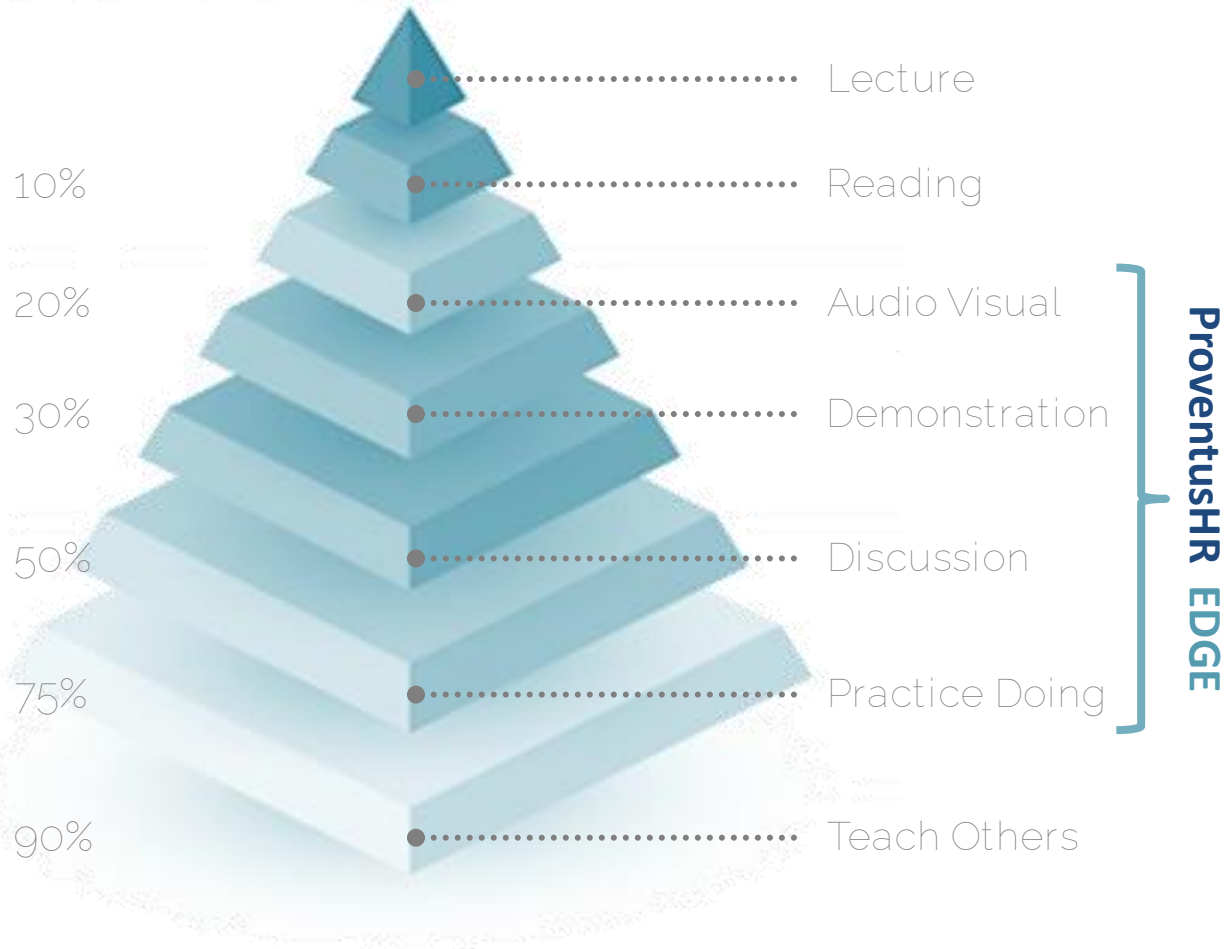 Lecture
10% Reading
20% Audio Visual
30% Demonstration
50% Discussion
75% Practice Doing
90% Teach Others
ProventusHR EDGE